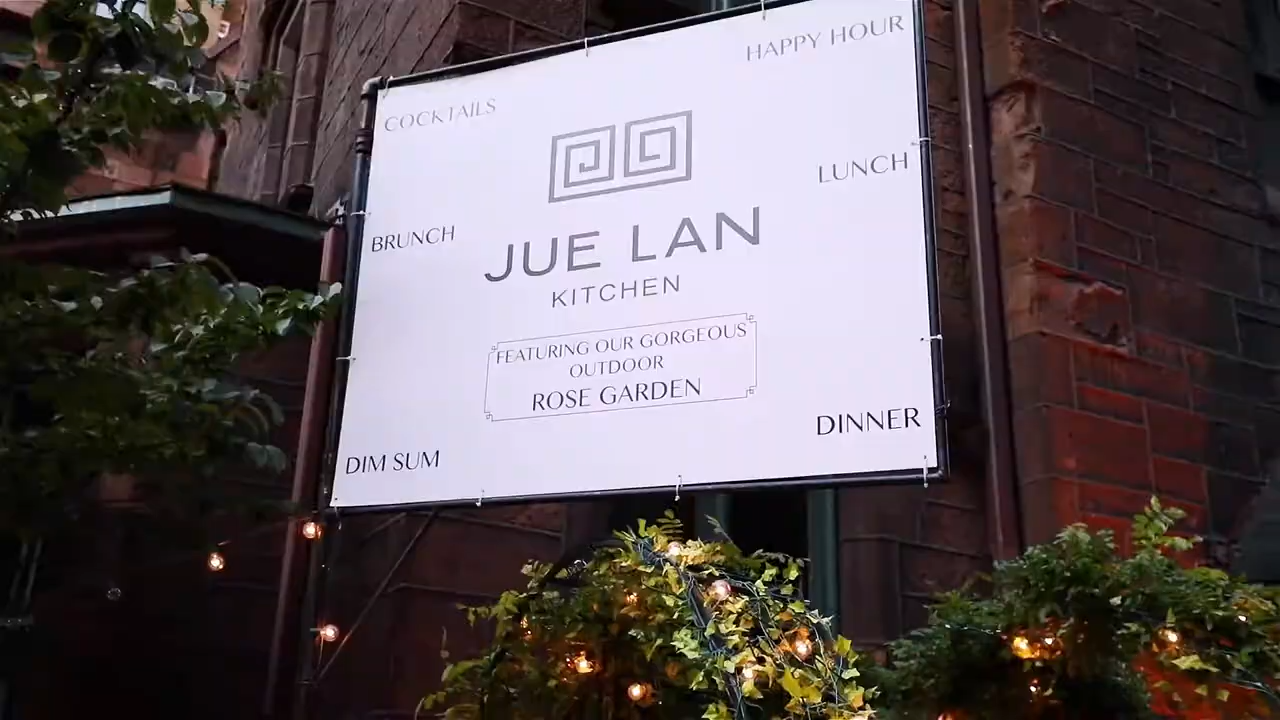 HAPPY HOUR
COCKTAILS
LUNCH
BRUNCH
JUE LAN
KITCHEN
FEATURING OUR GORGEOUS
OUTDOOR
ROSE GARDEN
DINNER
DIM SUM